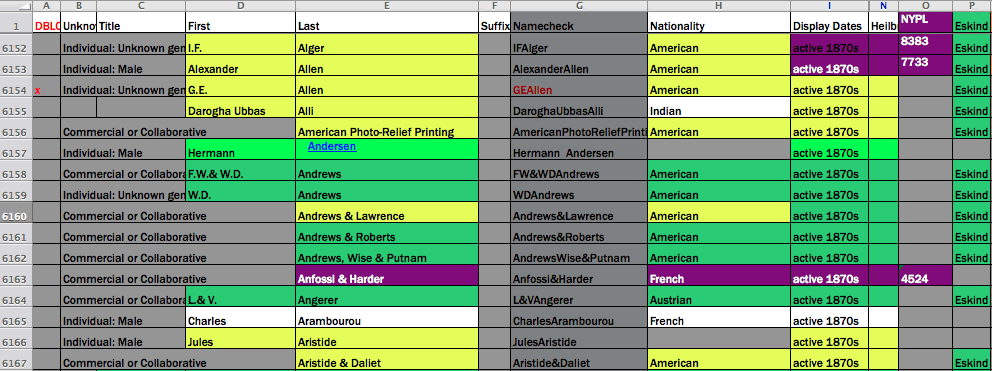 A B C D E F G H I N O P
1 DBLC Unkno Title First Last Suffix Namecheck Nationality Display Dates Heilb NYPL Eskind
6152 Individual: Unknown gen I.F. Alger IFAlger American active 1870s 8383 Eskind
6153 Individual: Male Alexander Allen AlexanderAllen American active 1870s 7733 Eskind
6154 x Individual: Unknown gen G.E. Allen GEAllen American active 1870s Eskind
6155 Darogha Ubbas Alli DaroghaUbbasAlli Indian active 1870s Eskind
6156 Commercial or Collaborative American Photo-Relief Printing AmericanPhotoReliefPrinti American active 1870s Eskind
6157 Individual: Male Hermann Andersen Hermann Andersen active 1870s
6158 Commercial or Collabora F.W.& W.D. Andrews FW&WDAndrews American active 1870s Eskind
6159 Individual: Unknown gen W.D. Andrews WDAndrews American active 1870s Eskind
6160 Commercial or Collaborative Andrews & Lawrence Andrews&Lawrence American active 1870s Eskind
6161 Commercial or Collaborative Andrews & Roberts Andrews&Roberts American active 1870s Eskind
6162 Commercial or Collaborative Andrews, Wise & Putnam AndrewsWise&Putnam American active 1870s Eskind
6163 Commercial or Collaborative Anfossi & Harder Anfossi&Harder French active 1870s 4524
6164 Commercial or Collabora L.& V. Angerer L&VAngerer Austrian active 1870s Eskind
6165 Individual: Male Charles Arambourou CharlesArambourou French active 1870s
6166 Individual: Male Jules Aristide JulesAristide active 1870s
6167 Commercial or Collaborative Aristide & Daliet Aristide&Daliet American active 1870s Eskind